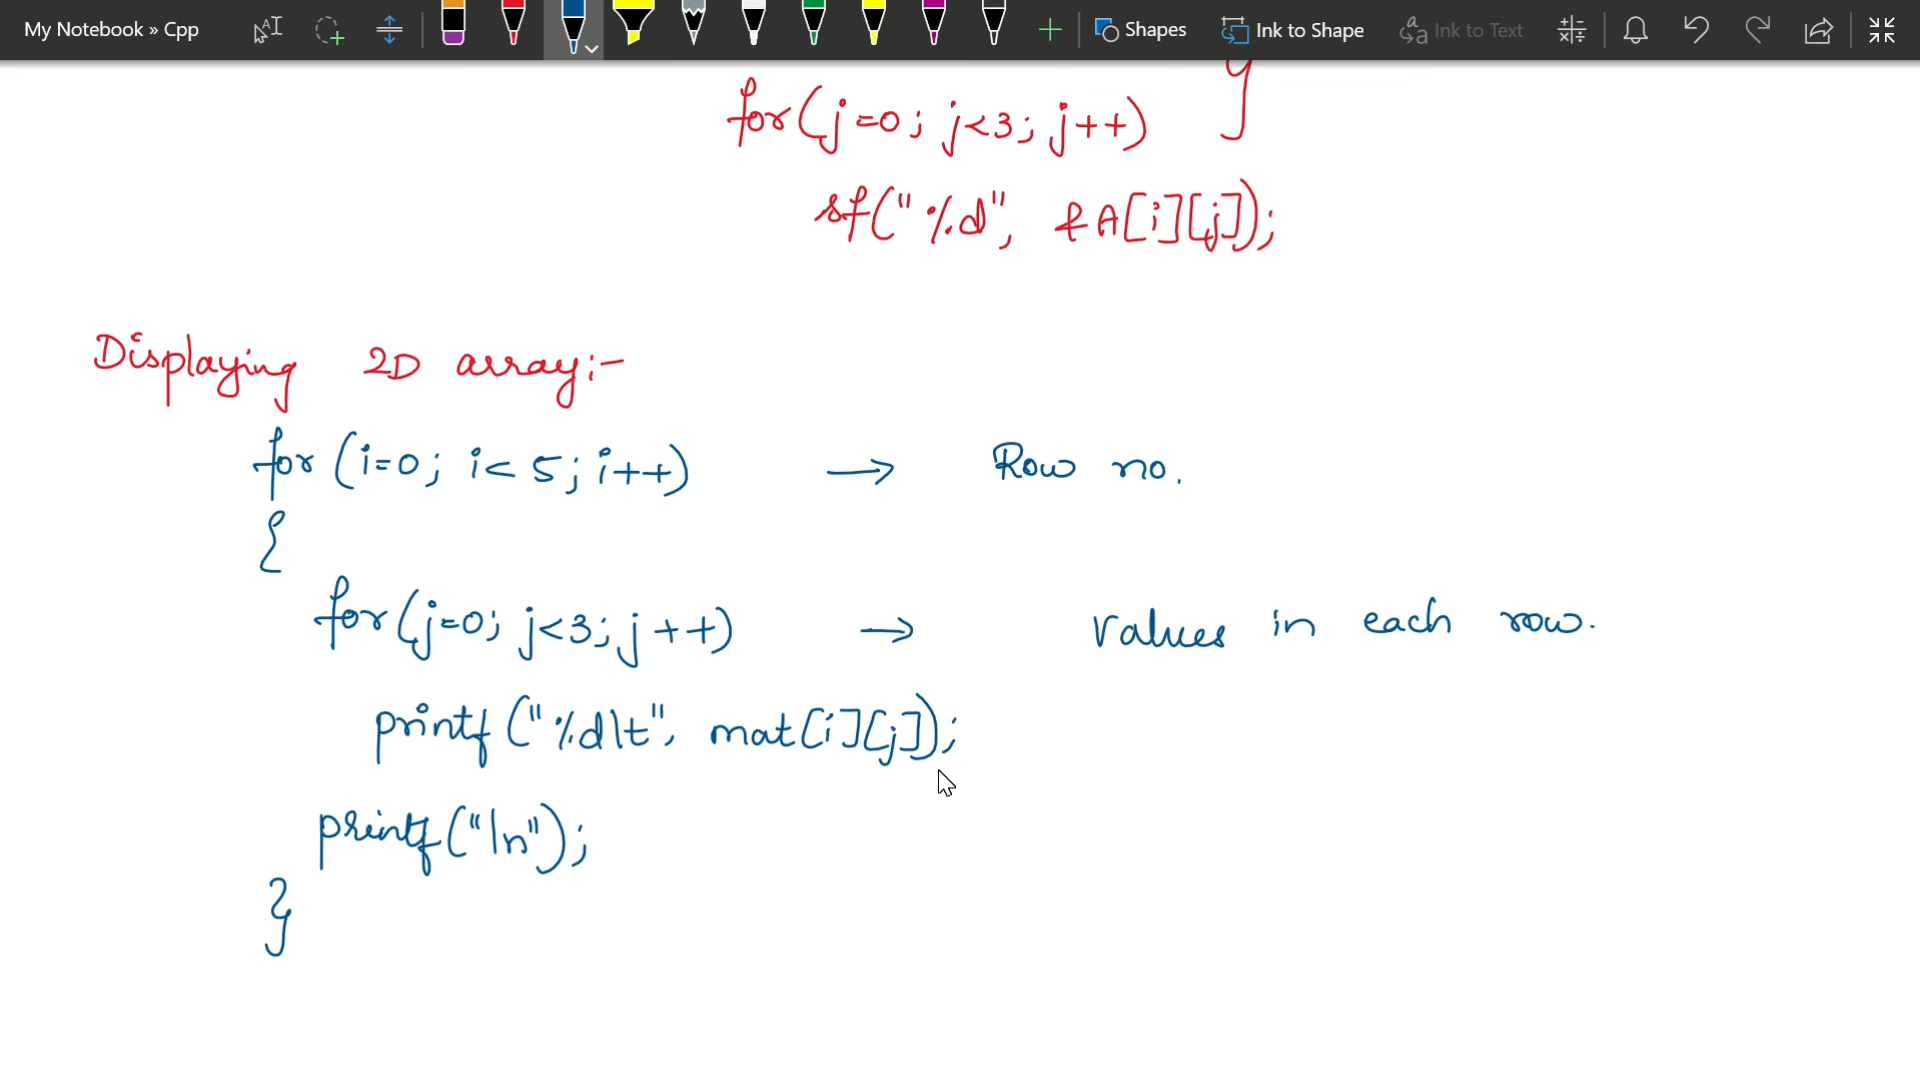 My Notebook » Cpp
Shapes
Ink to Shape
Ink to Text
for(j=0; j<3; j++)
}
sf("%d", &A[i][j]);
Displaying 2D array:-
for (i=0; i< 5; i++) → Row no.
{
for(j=0; j<3; j++) → values in each row.
printf("%d\t", mat[i][j]);
printf("\n");
}